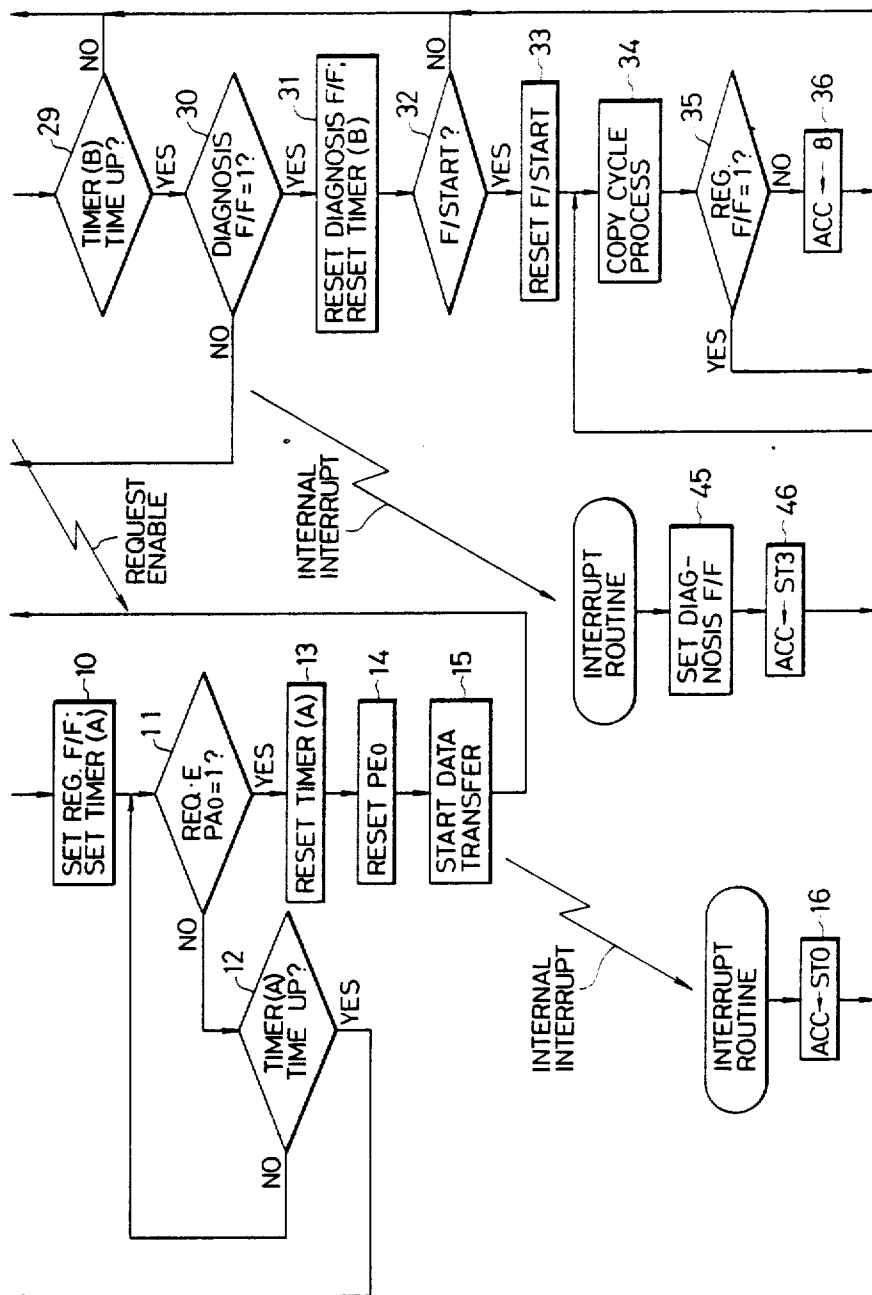 10
SET REG. F/F;
SET TIMER (A)
11
REQ·E
PA0=1?
NO
YES
12
TIMER(A)
TIME UP?
NO
YES
13
RESET TIMER (A)
14
RESET PE0
15
START DATA
TRANSFER
INTERNAL
INTERRUPT
INTERRUPT
ROUTINE
16
ACC← ST0
REQUEST
ENABLE
INTERNAL
INTERRUPT
INTERRUPT
ROUTINE
45
SET DIAG-
NOSIS F/F
46
ACC← ST3
29
TIMER (B)
TIME UP?
NO
YES
30
DIAGNOSIS
F/F=1?
NO
YES
31
RESET DIAGNOSIS F/F;
RESET TIMER (B)
32
F/START?
NO
YES
33
RESET F/START
34
COPY CYCLE
PROCESS
35
REG.
F/F=1?
YES
NO
36
ACC ← 8